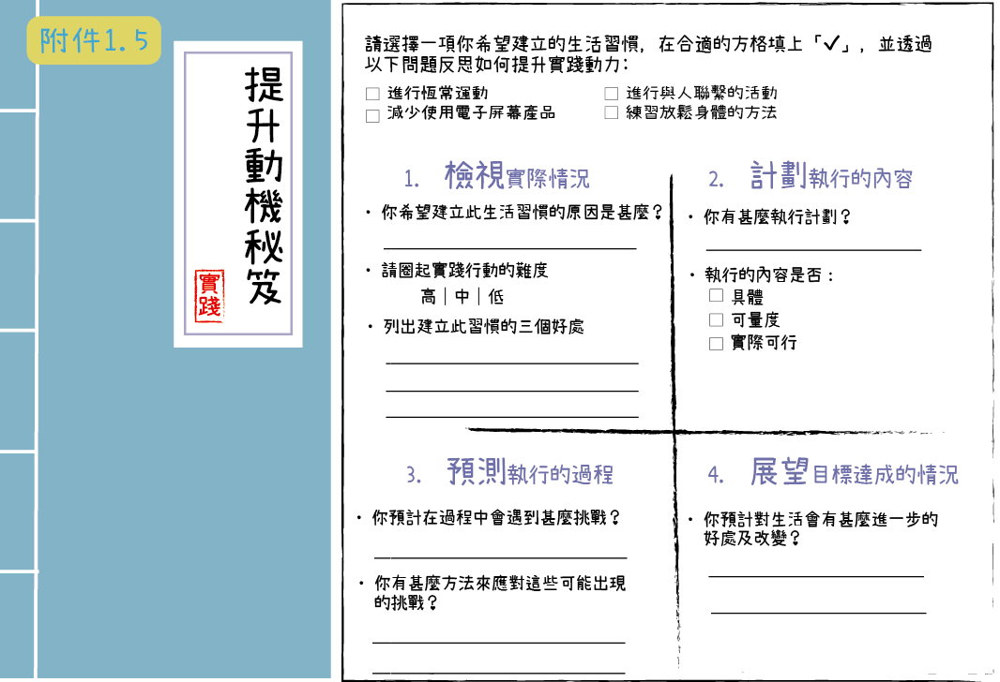 附件1.5
提升動機秘笈
實踐
請選擇一項你希望建立的生活習慣，在合適的方格填上「✓」，並透過
以下問題反思如何提升實踐動力：
□ 進行恆常運動
□ 進行與人聯繫的活動
□ 減少使用電子屏幕產品
□ 練習放鬆身體的方法
1. 檢視實際情況
• 你希望建立此生活習慣的原因是甚麼？
• 請圈起實踐行動的難度
高｜中｜低
• 列出建立此習慣的三個好處
2. 計劃執行的內容
• 你有甚麼執行計劃？
• 執行的內容是否：
□ 具體
□ 可量度
□ 實際可行
3. 預測執行的過程
• 你預計在過程中會遇到甚麼挑戰？
• 你有甚麼方法來應對這些可能出現
的挑戰？
4. 展望目標達成的情況
• 你預計對生活會有甚麼進一步的
好處及改變？